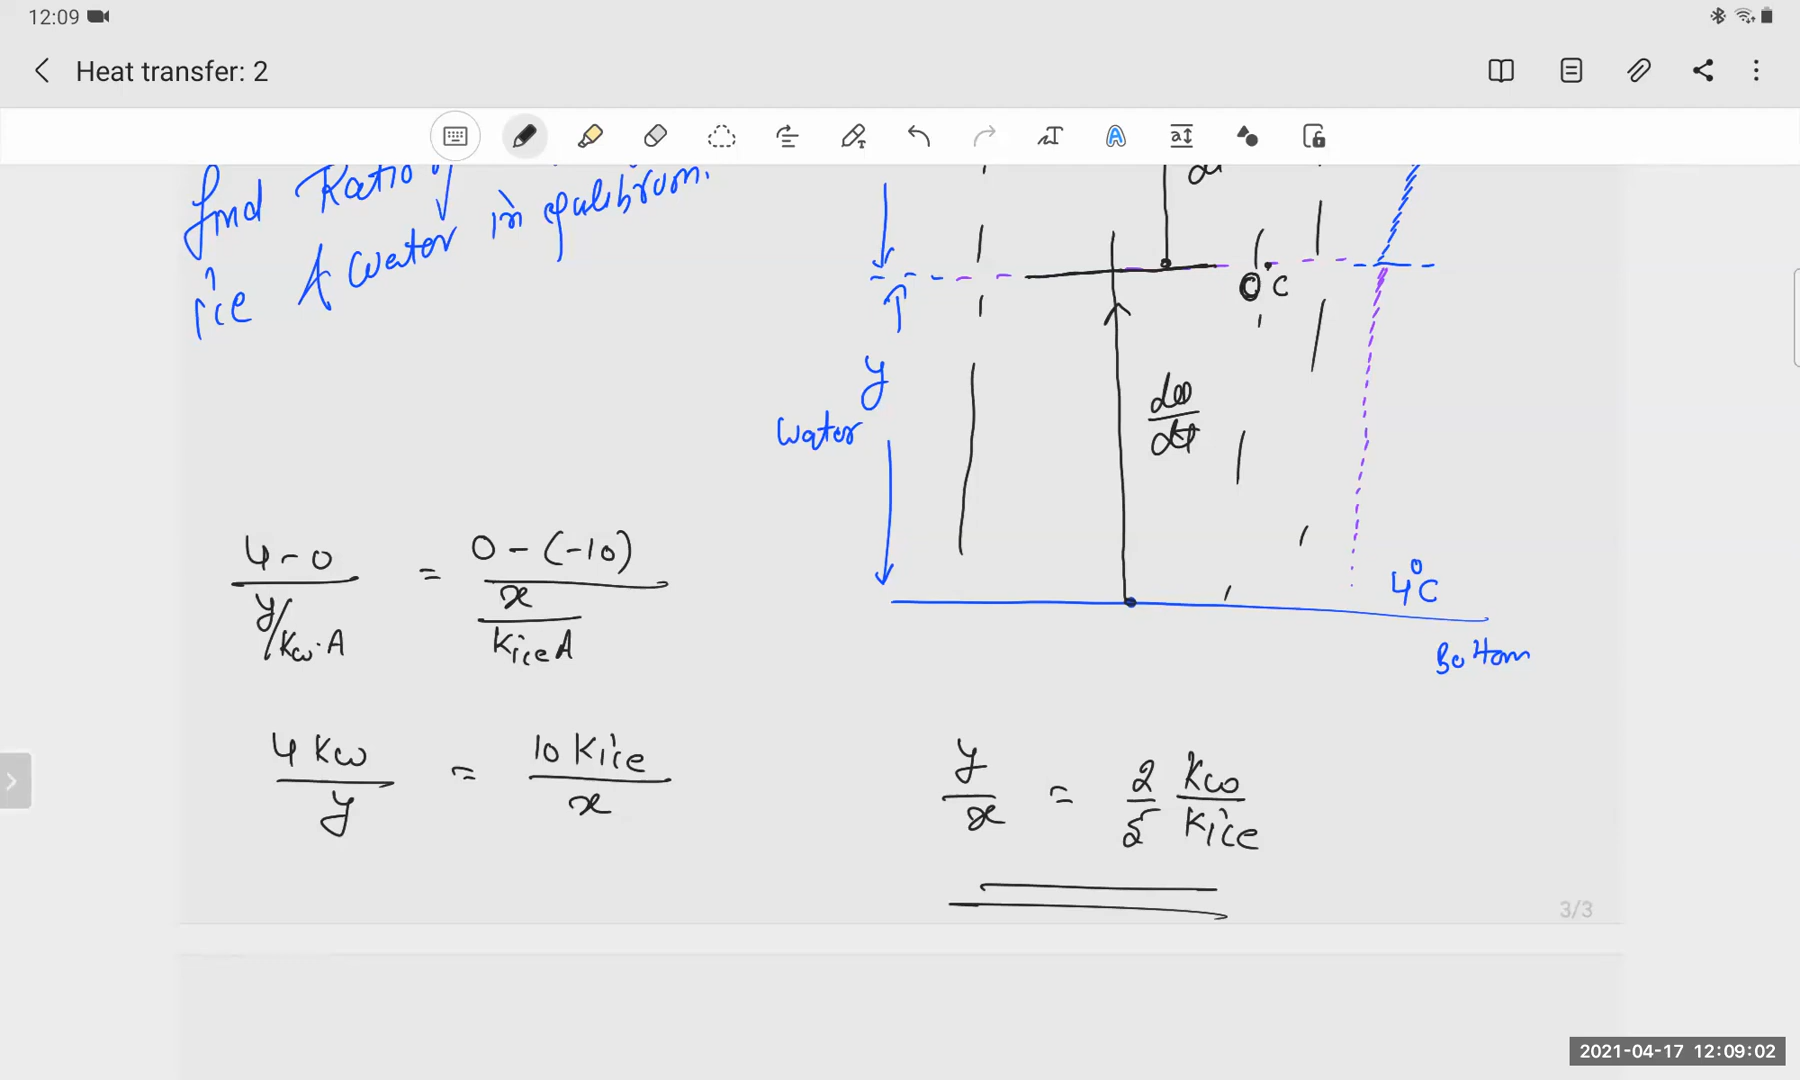 12:09
Heat transfer: 2
find Ratio of
ice & water in equlibrum.
0°C
y
water
dQ
dt
4°C
Bottom
4-0 = 0-(-10)
y/Kw·A x/KiceA
4 Kw = 10 Kice
y x
y = 2 Kw
x 5 Kice
3/3
2021-04-17 12:09:02